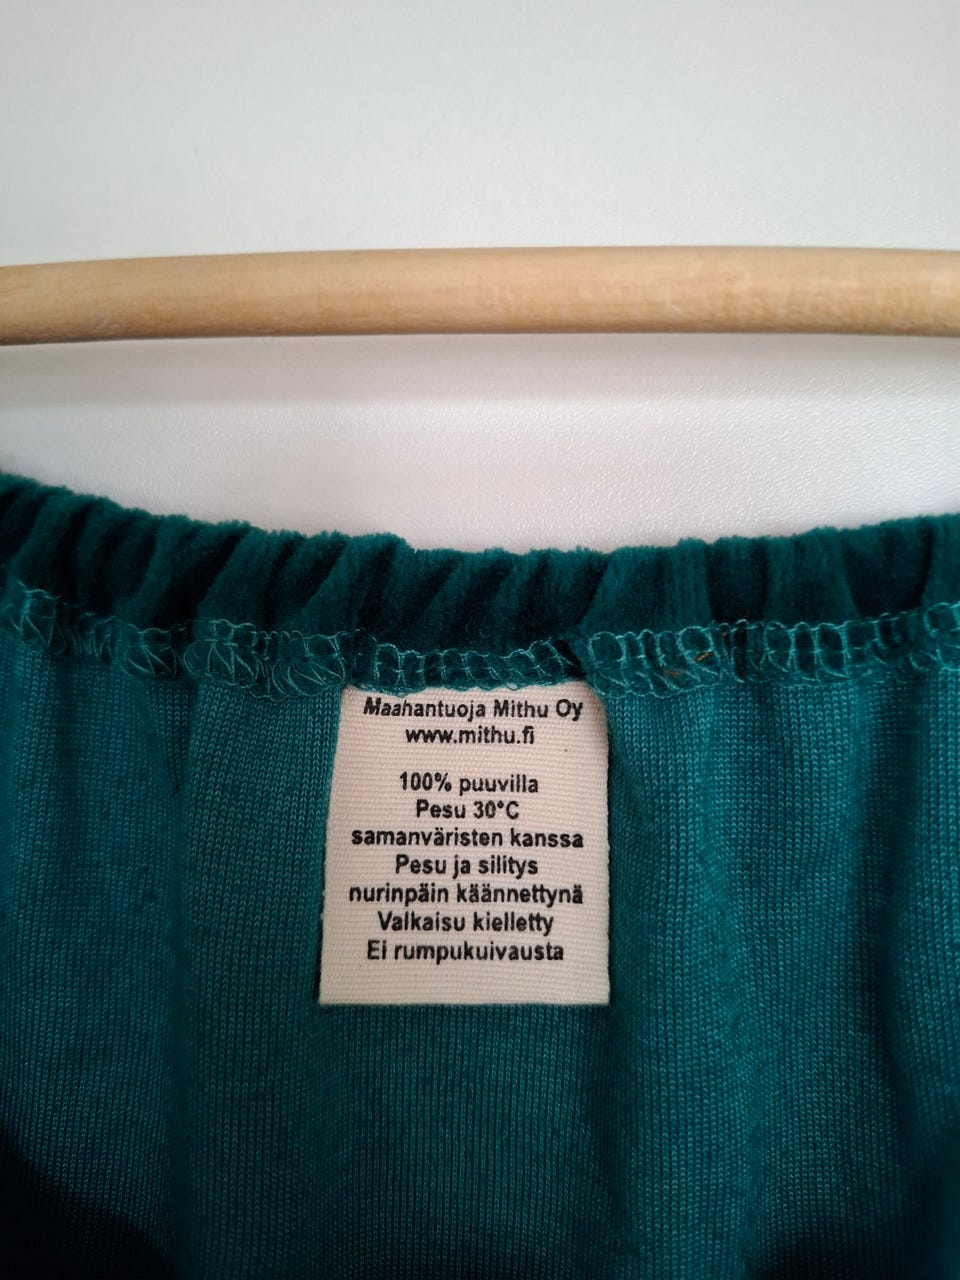 Maahantuoja Mithu Oy
www.mithu.fi
100% puuvilla
Pesu 30°C
samanväristen kanssa
Pesu ja silitys
nurinpäin käännettynä
Valkaisu kielletty
Ei rumpukuivausta